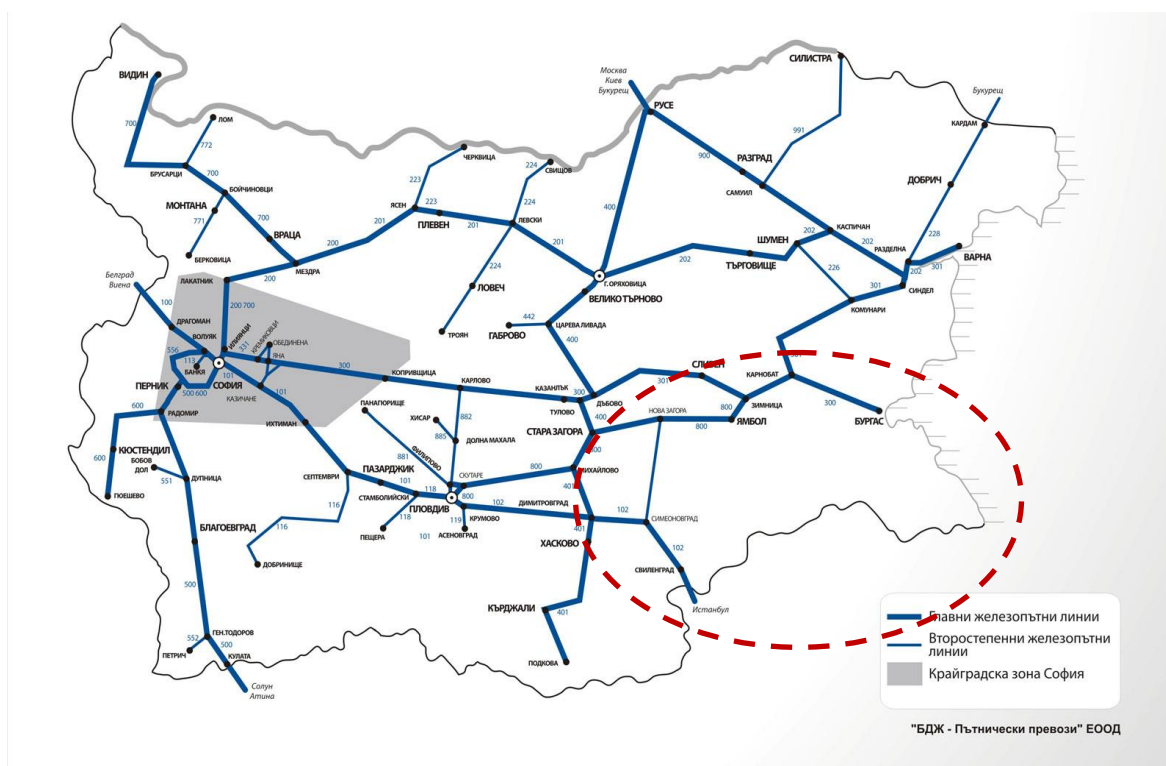 СИЛИСТРА
Москва
Киев
Букурещ
ВИДИН
Букурещ
РУСЕ
700
ЛОМ
КАРДАМ
991
772
900
ЧЕРКВИЦА
РАЗГРАД
224
СВИЩОВ
БРУСАРЦИ
700
223
САМУИЛ
ДОБРИЧ
БОЙЧИНОВЦИ
224
МОНТАНА
ЯСЕН
223
400
700
771
201
ПЛЕВЕН
201
ЛЕВСКИ
КАСПИЧАН
202
228
ВРАЦА
ШУМЕН
202
РАЗДЕЛНА
200
201
202
ТЪРГОВИЩЕ
ВАРНА
БЕРКОВИЦА
301
МЕЗДРА
224
226
202
Белград
Виена
ЛАКАТНИК
200
Г. ОРЯХОВИЦА
301
СИНДЕЛ
ЛОВЕЧ
ВЕЛИКО ТЪРНОВО
100
200 700
КОМУНАРИ
442
ДРАГОМАН
ТРОЯН
ГАБРОВО
ЦАРЕВА ЛИВАДА
ВОЛУЯК
ИЛИЯНЦИ
КРЕМИКОВЦИ
ОБЕДИНЕНА
400
556
331
113
ЯНА
БАНКЯ
300
101
СЛИВЕН
ПЕРНИК
СОФИЯ
КОПРИВЩИЦА
КАРЛОВО
КАЗАНЛЪК
301
КАРНОБАТ
500 600
101
300
КАЗИЧАНЕ
ДЪБОВО
800
ЗИМНИЦА
300
600
РАДОМИР
ПАНАГЮРИЩЕ
ХИСАР
882
ТУЛОВО
400
НОВА ЗАГОРА
БУРГАС
ИХТИМАН
СТАРА ЗАГОРА
800
ЯМБОЛ
885
ДОЛНА МАХАЛА
КЮСТЕНДИЛ
600
БОБОВ
ДОЛ
ФИЛИПОВО
881
ПАЗАРДЖИК
СКУТАРЕ
800
МИХАЙЛОВО
551
ДУПНИЦА
СЕПТЕМВРИ
101
118
401
ГЮЕШЕВО
СТАМБОЛИЙСКИ
800
ПЛОВДИВ
102
ДИМИТРОВГРАД
116
118
119
КРУМОВО
102
СИМЕОНОВГРАД
БЛАГОЕВГРАД
116
ПЕЩЕРА
101
АСЕНОВГРАД
401
ХАСКОВО
102
ДОБРИНИЩЕ
СВИЛЕНГРАД
500
КЪРДЖАЛИ
401
Истанбул
Главни железопътни линии
552
ГЕН.ТОДОРОВ
Второстепенни железопътни
линии
ПЕТРИЧ
500
КУЛАТА
ПОДКОВА
Крайградска зона София
Солун
Атина
"БДЖ - Пътнически превози" ЕООД